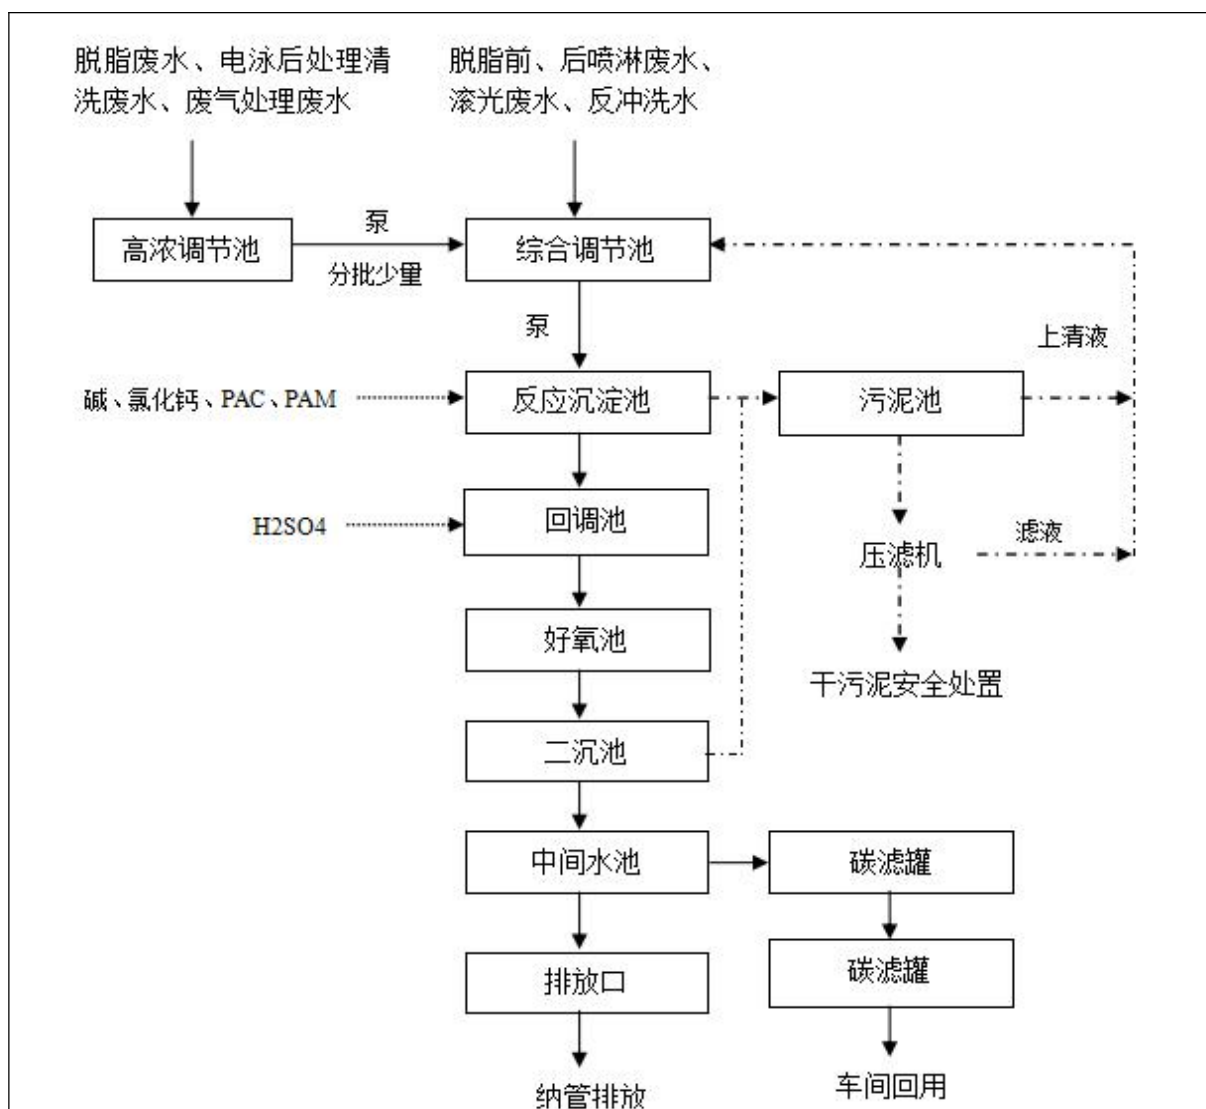 脱脂废水、电泳后处理清
洗废水、废气处理废水
脱脂前、后喷淋废水、
滚光废水、反冲洗水
高浓调节池
泵
分批少量
综合调节池
泵
上清液
碱、氯化钙、PAC、PAM
反应沉淀池
污泥池
H2SO4
回调池
压滤机
滤液
好氧池
干污泥安全处置
二沉池
中间水池
碳滤罐
排放口
碳滤罐
纳管排放
车间回用